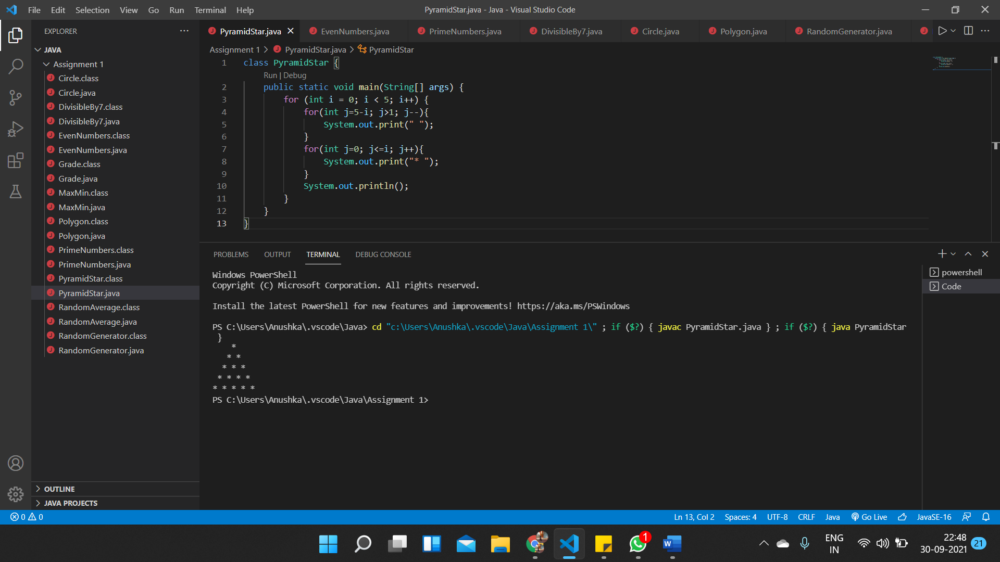 File Edit Selection View Go Run Terminal Help
PyramidStar.java - Java - Visual Studio Code
EXPLORER
JAVA
Assignment 1
Circle.class
Circle.java
DivisibleBy7.class
DivisibleBy7.java
EvenNumbers.class
EvenNumbers.java
Grade.class
Grade.java
MaxMin.class
MaxMin.java
Polygon.class
Polygon.java
PrimeNumbers.class
PrimeNumbers.java
PyramidStar.class
PyramidStar.java
RandomAverage.class
RandomAverage.java
RandomGenerator.class
RandomGenerator.java
OUTLINE
JAVA PROJECTS
PyramidStar.java EvenNumbers.java PrimeNumbers.java DivisibleBy7.java Circle.java Polygon.java RandomGenerator.java
Assignment 1 > PyramidStar.java > PyramidStar
1 class PyramidStar {
Run | Debug
2 public static void main(String[] args) {
3 for (int i = 0; i < 5; i++) {
4 for(int j=5-i; j>1; j--){
5 System.out.print(" ");
6 }
7 for(int j=0; j<=i; j++){
8 System.out.print("* ");
9 }
10 System.out.println();
11 }
12 }
13 }
PROBLEMS OUTPUT TERMINAL DEBUG CONSOLE
powershell
Code
Windows PowerShell
Copyright (C) Microsoft Corporation. All rights reserved.
Install the latest PowerShell for new features and improvements! https://aka.ms/PSWindows
PS C:\Users\Anushka\.vscode\Java> cd "c:\Users\Anushka\.vscode\Java\Assignment 1\" ; if ($?) { javac PyramidStar.java } ; if ($?) { java PyramidStar
}
*
* *
* * *
* * * *
* * * * *
PS C:\Users\Anushka\.vscode\Java\Assignment 1>
0 0
Ln 13, Col 2 Spaces: 4 UTF-8 CRLF Java Go Live JavaSE-16
1
W
ENG
IN
22:48
30-09-2021
21